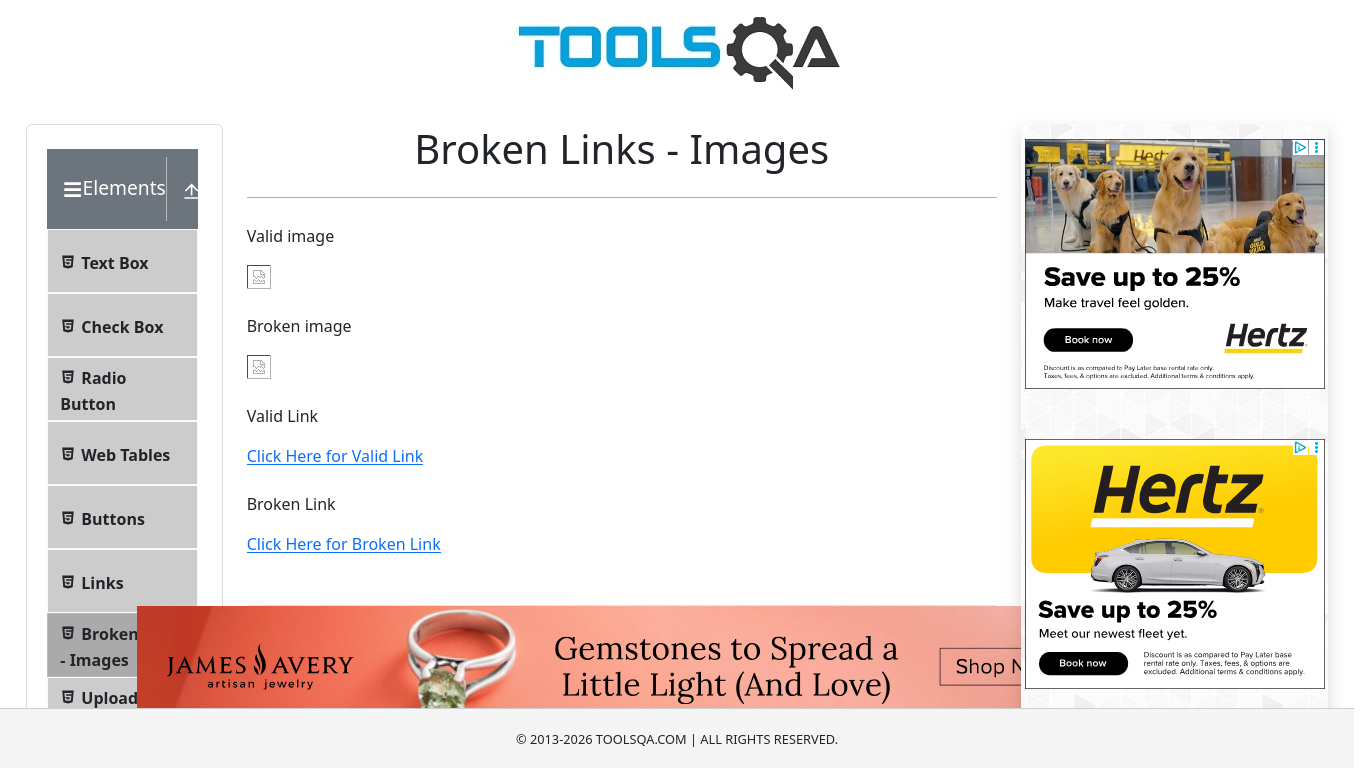 TOOLSQA
Elements
Text Box
Check Box
Radio
Button
Web Tables
Buttons
Links
Broken
- Images
Upload
Broken Links - Images
Valid image
Broken image
Valid Link
Click Here for Valid Link
Broken Link
Click Here for Broken Link
Hertz
Save up to 25%
Make travel feel golden.
Book now
Hertz
Discount is as compared to Pay Later base rental rate only.
Taxes, fees, & options are excluded. Additional terms & conditions apply.
Hertz
Save up to 25%
Meet our newest fleet yet.
Book now
Discount is as compared to Pay Later base
rental rate only. Taxes, fees, & options are
excluded. Additional terms & conditions apply.
JAMES AVERY
artisan jewelry
Gemstones to Spread a
Little Light (And Love)
Shop
© 2013-2026 TOOLSQA.COM | ALL RIGHTS RESERVED.